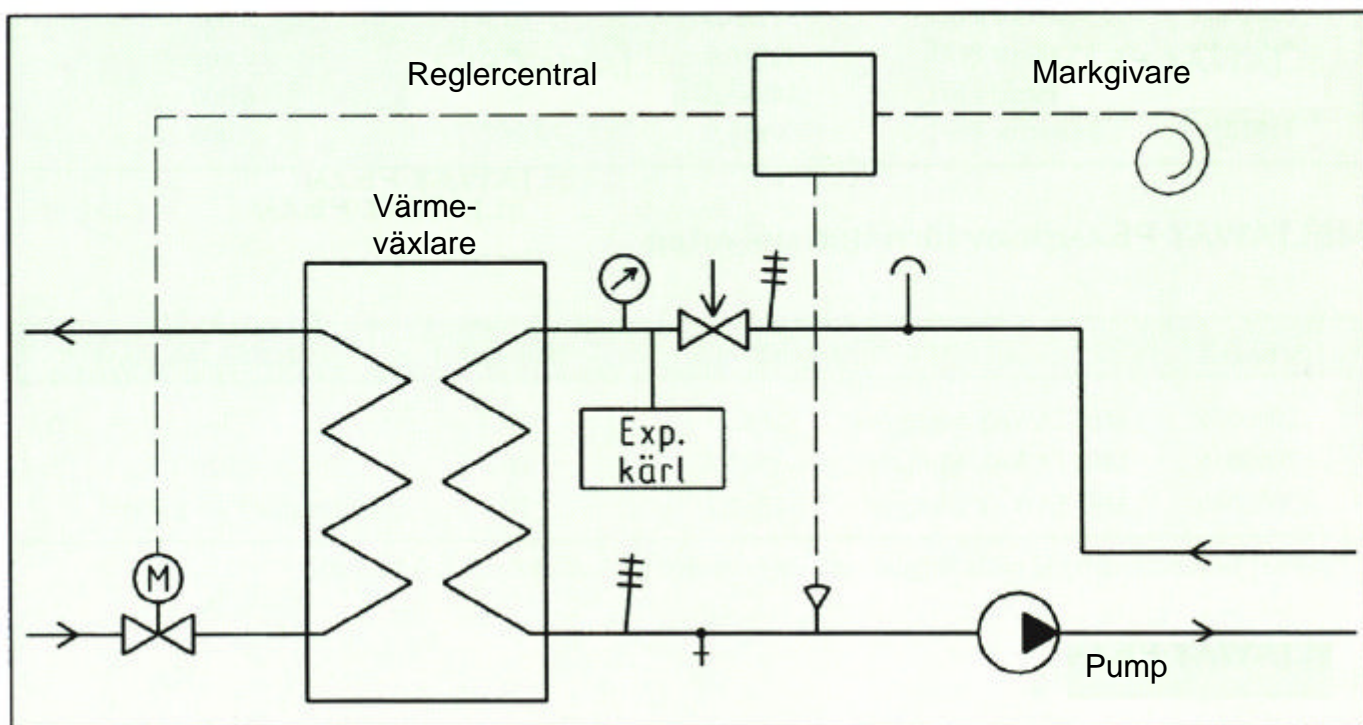 Reglercentral
Markgivare
Värme-
växlare
Exp.
kärl
M
Pump